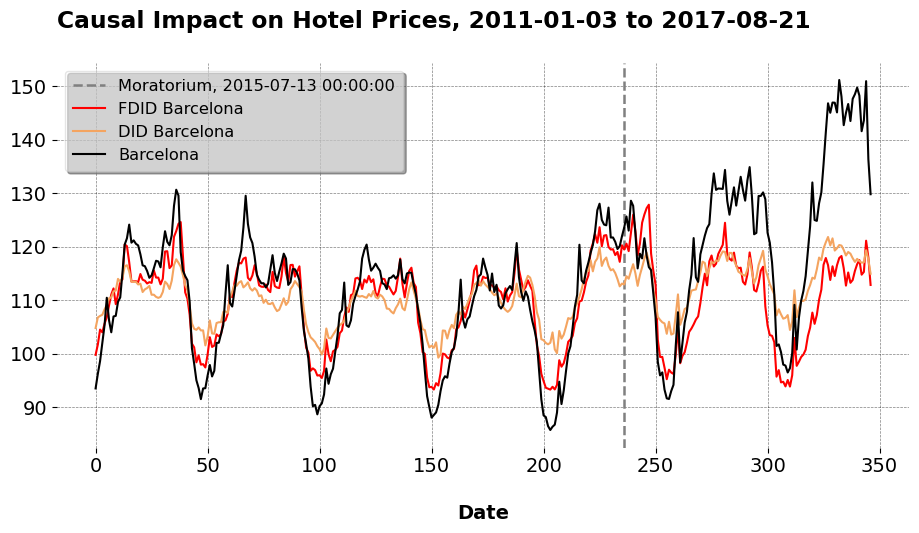 Causal Impact on Hotel Prices, 2011-01-03 to 2017-08-21
Moratorium, 2015-07-13 00:00:00
FDID Barcelona
DID Barcelona
Barcelona
150
140
130
120
110
100
90
0 50 100 150 200 250 300 350
Date